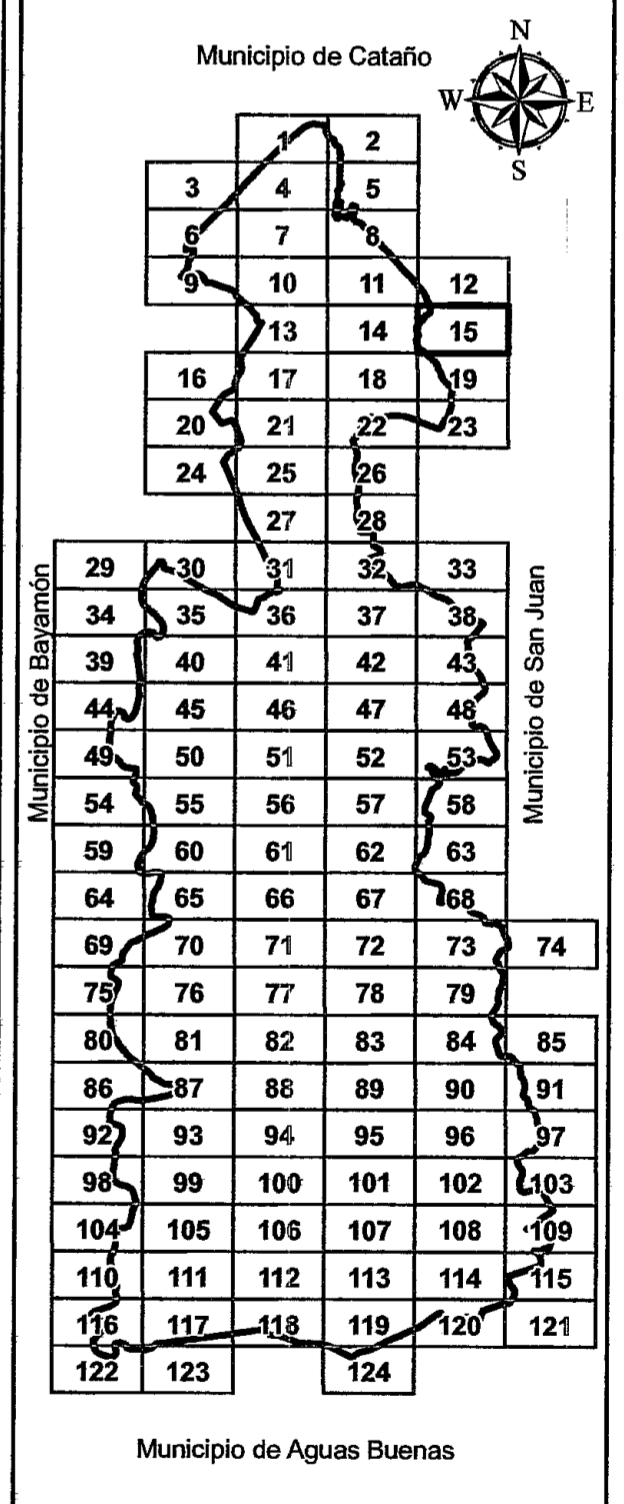 N
Municipio de Cataño
W E
S
1 2
3 4 5
6 7 8
9 10 11 12
13 14 15
16 17 18 19
20 21 22 23
24 25 26
27 28
29 30 31 32 33
34 35 36 37 38
39 40 41 42 43
44 45 46 47 48
49 50 51 52 53
54 55 56 57 58
59 60 61 62 63
64 65 66 67 68
69 70 71 72 73 74
75 76 77 78 79
80 81 82 83 84 85
86 87 88 89 90 91
92 93 94 95 96 97
98 99 100 101 102 103
104 105 106 107 108 109
110 111 112 113 114 115
116 117 118 119 120 121
122 123 124
Municipio de Bayamón
Municipio de San Juan
Municipio de Aguas Buenas